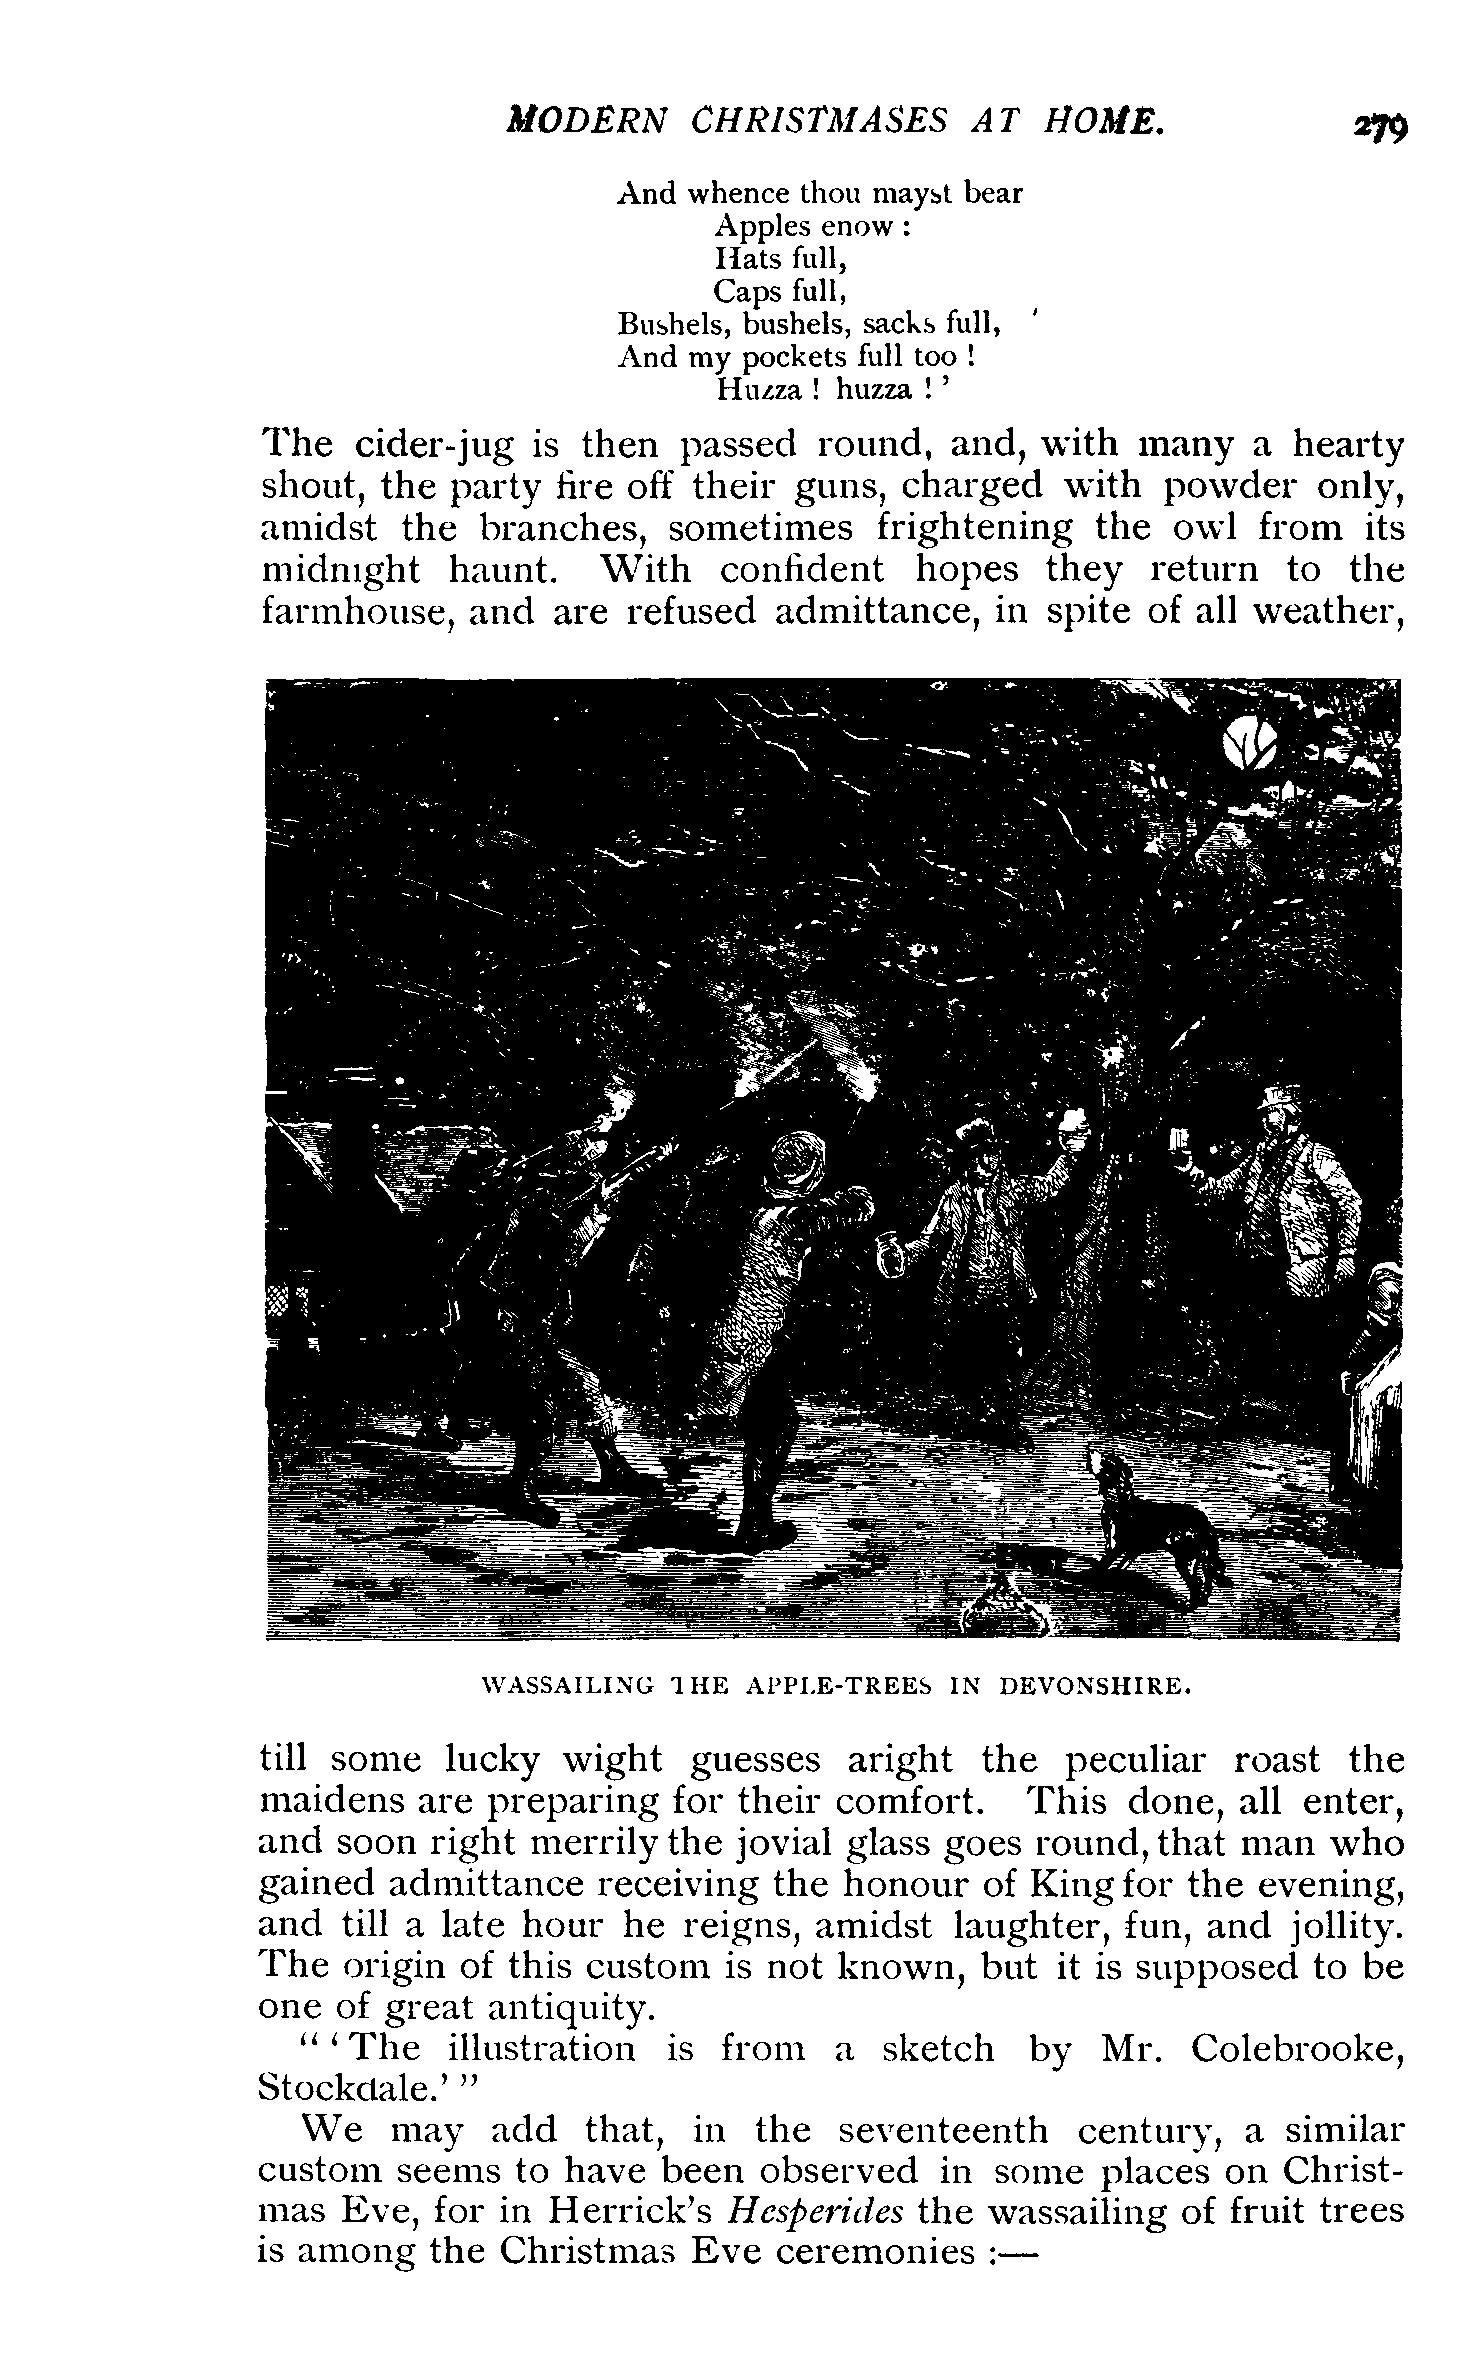 MODERN CHRISTMASES AT HOME. 279
And whence thou mayst bear
Apples enow :
Hats full,
Caps full,
Bushels, bushels, sacks full,
And my pockets full too !
Huzza ! huzza ! ’
The cider-jug is then passed round, and, with many a hearty
shout, the party fire off their guns, charged with powder only,
amidst the branches, sometimes frightening the owl from its
midnight haunt. With confident hopes they return to the
farmhouse, and are refused admittance, in spite of all weather,
WASSAILING THE APPLE-TREES IN DEVONSHIRE.
till some lucky wight guesses aright the peculiar roast the
maidens are preparing for their comfort. This done, all enter,
and soon right merrily the jovial glass goes round, that man who
gained admittance receiving the honour of King for the evening,
and till a late hour he reigns, amidst laughter, fun, and jollity.
The origin of this custom is not known, but it is supposed to be
one of great antiquity.
“ ‘ The illustration is from a sketch by Mr. Colebrooke,
Stockdale.’ ”
We may add that, in the seventeenth century, a similar
custom seems to have been observed in some places on Christ-
mas Eve, for in Herrick’s Hesperides the wassailing of fruit trees
is among the Christmas Eve ceremonies :—